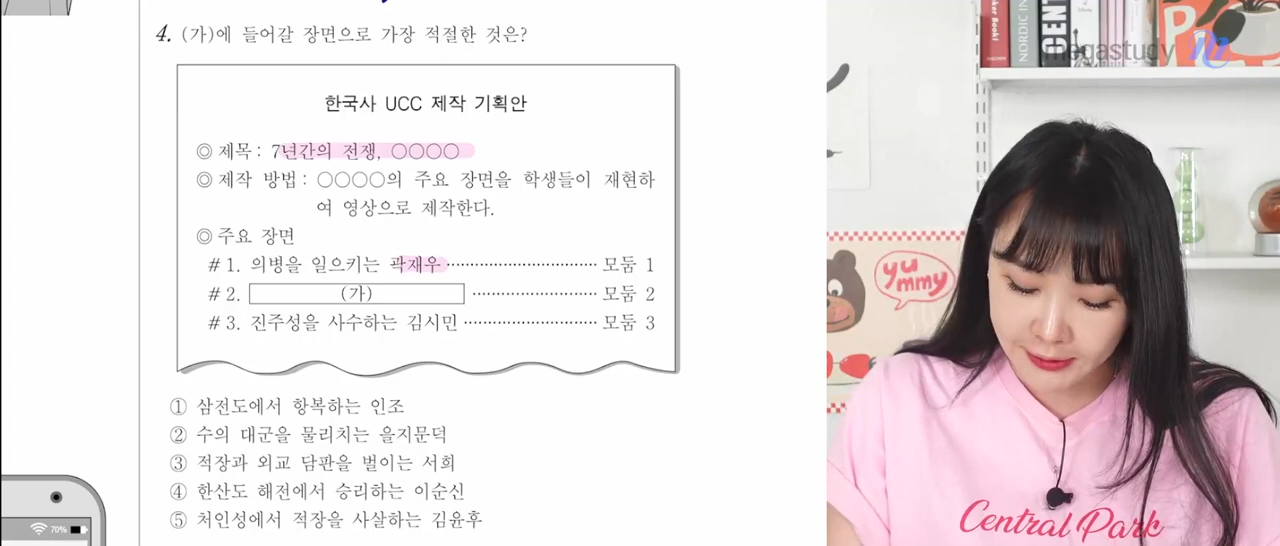 4. (가)에 들어갈 장면으로 가장 적절한 것은?
한국사 UCC 제작 기획안
◎ 제목: 7년간의 전쟁, ○○○○
◎ 제작 방법: ○○○○의 주요 장면을 학생들이 재현하
여 영상으로 제작한다.
◎ 주요 장면
#1. 의병을 일으키는 곽재우 ······························ 모둠 1
#2. (가) ························· 모둠 2
#3. 진주성을 사수하는 김시민 ··························· 모둠 3
① 삼전도에서 항복하는 인조
② 수의 대군을 물리치는 을지문덕
③ 적장과 외교 담판을 벌이는 서희
④ 한산도 해전에서 승리하는 이순신
⑤ 처인성에서 적장을 사살하는 김윤후
70%
megastudy
NORDIC
yummy
Central Park